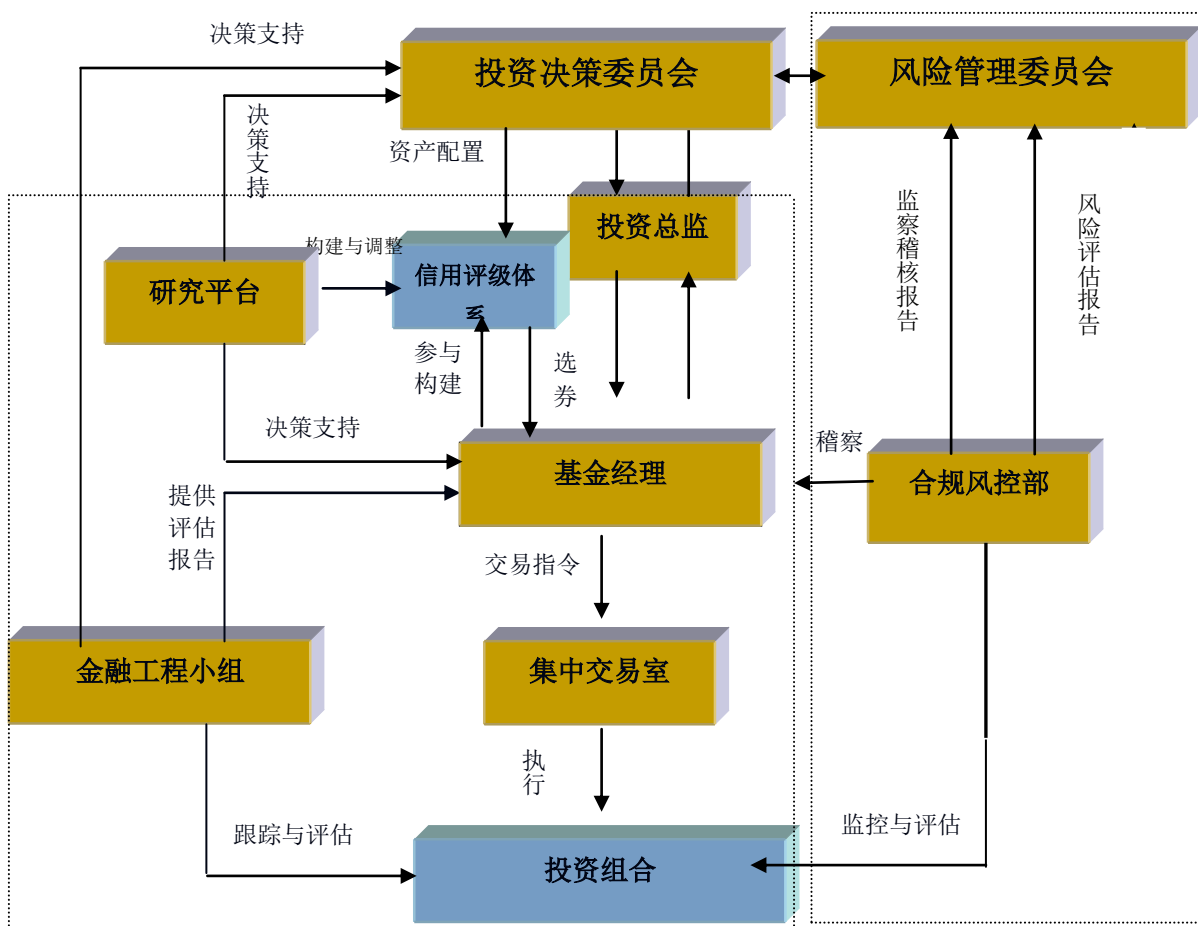 决策支持
投资决策委员会
风险管理委员会
决策支持
资产配置
投资总监
监察稽核报告
风险评估报告
构建与调整
研究平台
信用评级体
系
参与
构建
选
券
决策支持
稽察
基金经理
合规风控部
提供
评估
报告
交易指令
金融工程小组
集中交易室
执行
跟踪与评估
监控与评估
投资组合